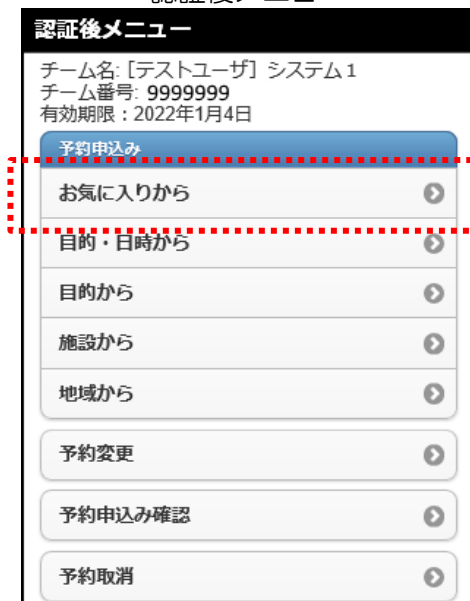 認証後メニュー
チーム名: [テストユーザ] システム1
チーム番号: 9999999
有効期限：2022年1月4日
予約申込み
お気に入りから
目的・日時から
目的から
施設から
地域から
予約変更
予約申込み確認
予約取消